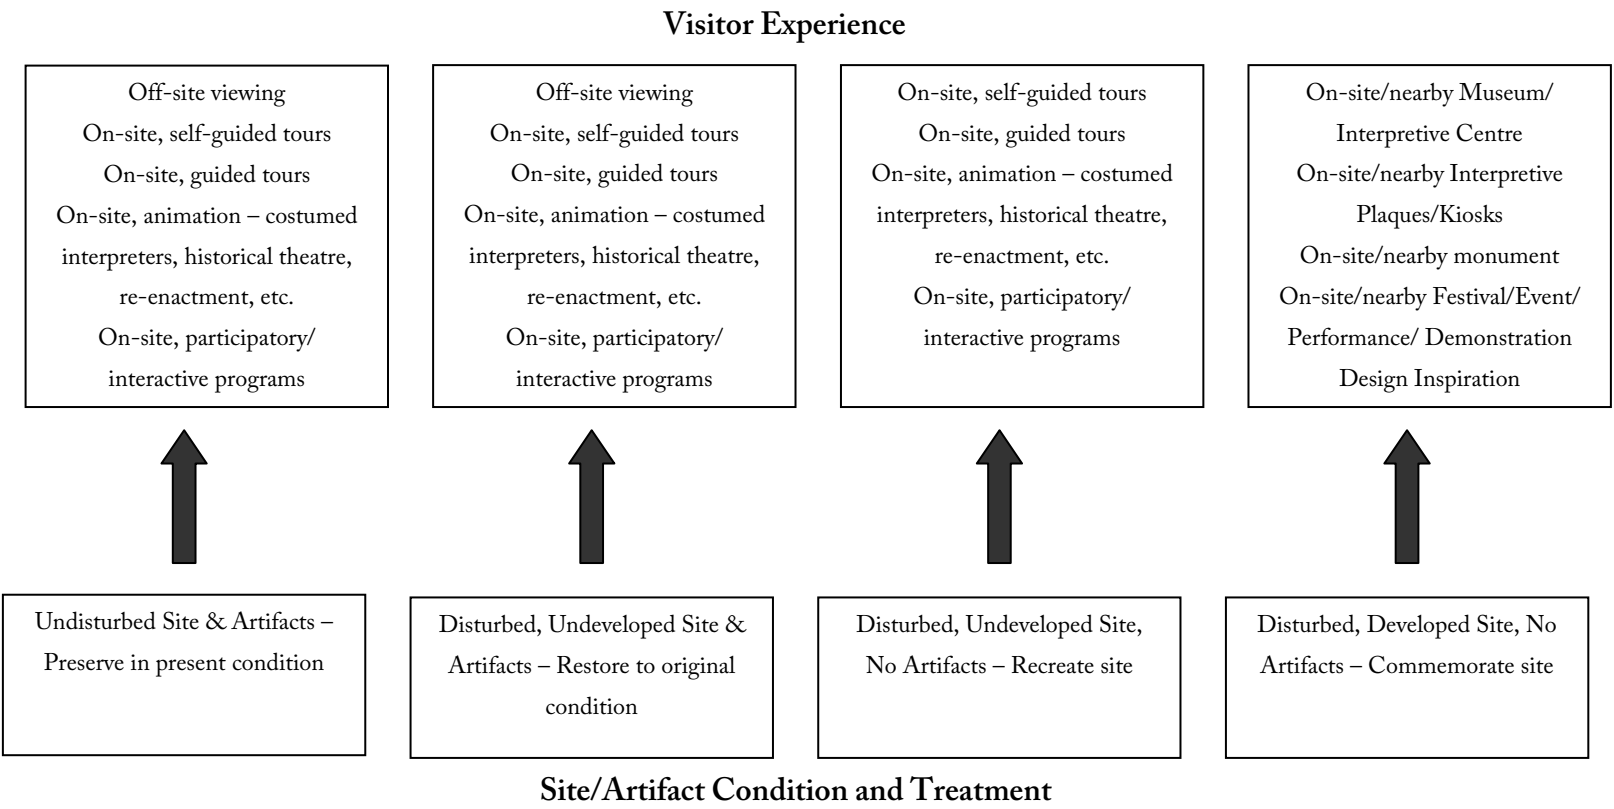 Visitor Experience
Off-site viewing
On-site, self-guided tours
On-site, guided tours
On-site, animation – costumed
interpreters, historical theatre,
re-enactment, etc.
On-site, participatory/
interactive programs
Off-site viewing
On-site, self-guided tours
On-site, guided tours
On-site, animation – costumed
interpreters, historical theatre,
re-enactment, etc.
On-site, participatory/
interactive programs
On-site, self-guided tours
On-site, guided tours
On-site, animation – costumed
interpreters, historical theatre,
re-enactment, etc.
On-site, participatory/
interactive programs
On-site/nearby Museum/
Interpretive Centre
On-site/nearby Interpretive
Plaques/Kiosks
On-site/nearby monument
On-site/nearby Festival/Event/
Performance/ Demonstration
Design Inspiration
Undisturbed Site & Artifacts –
Preserve in present condition
Disturbed, Undeveloped Site &
Artifacts – Restore to original
condition
Disturbed, Undeveloped Site,
No Artifacts – Recreate site
Disturbed, Developed Site, No
Artifacts – Commemorate site
Site/Artifact Condition and Treatment